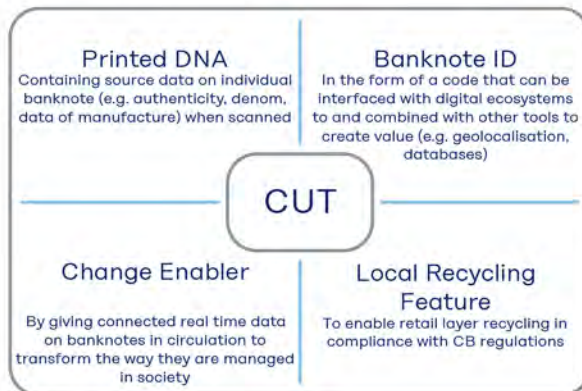 Printed DNA
Containing source data on individual
banknote (e.g. authenticity, denom,
data of manufacture) when scanned
Banknote ID
In the form of a code that can be
interfaced with digital ecosystems
to and combined with other tools to
create value (e.g. geolocalisation,
databases)
CUT
Change Enabler
By giving connected real time data
on banknotes in circulation to
transform the way they are managed
in society
Local Recycling
Feature
To enable retail layer recycling in
compliance with CB regulations